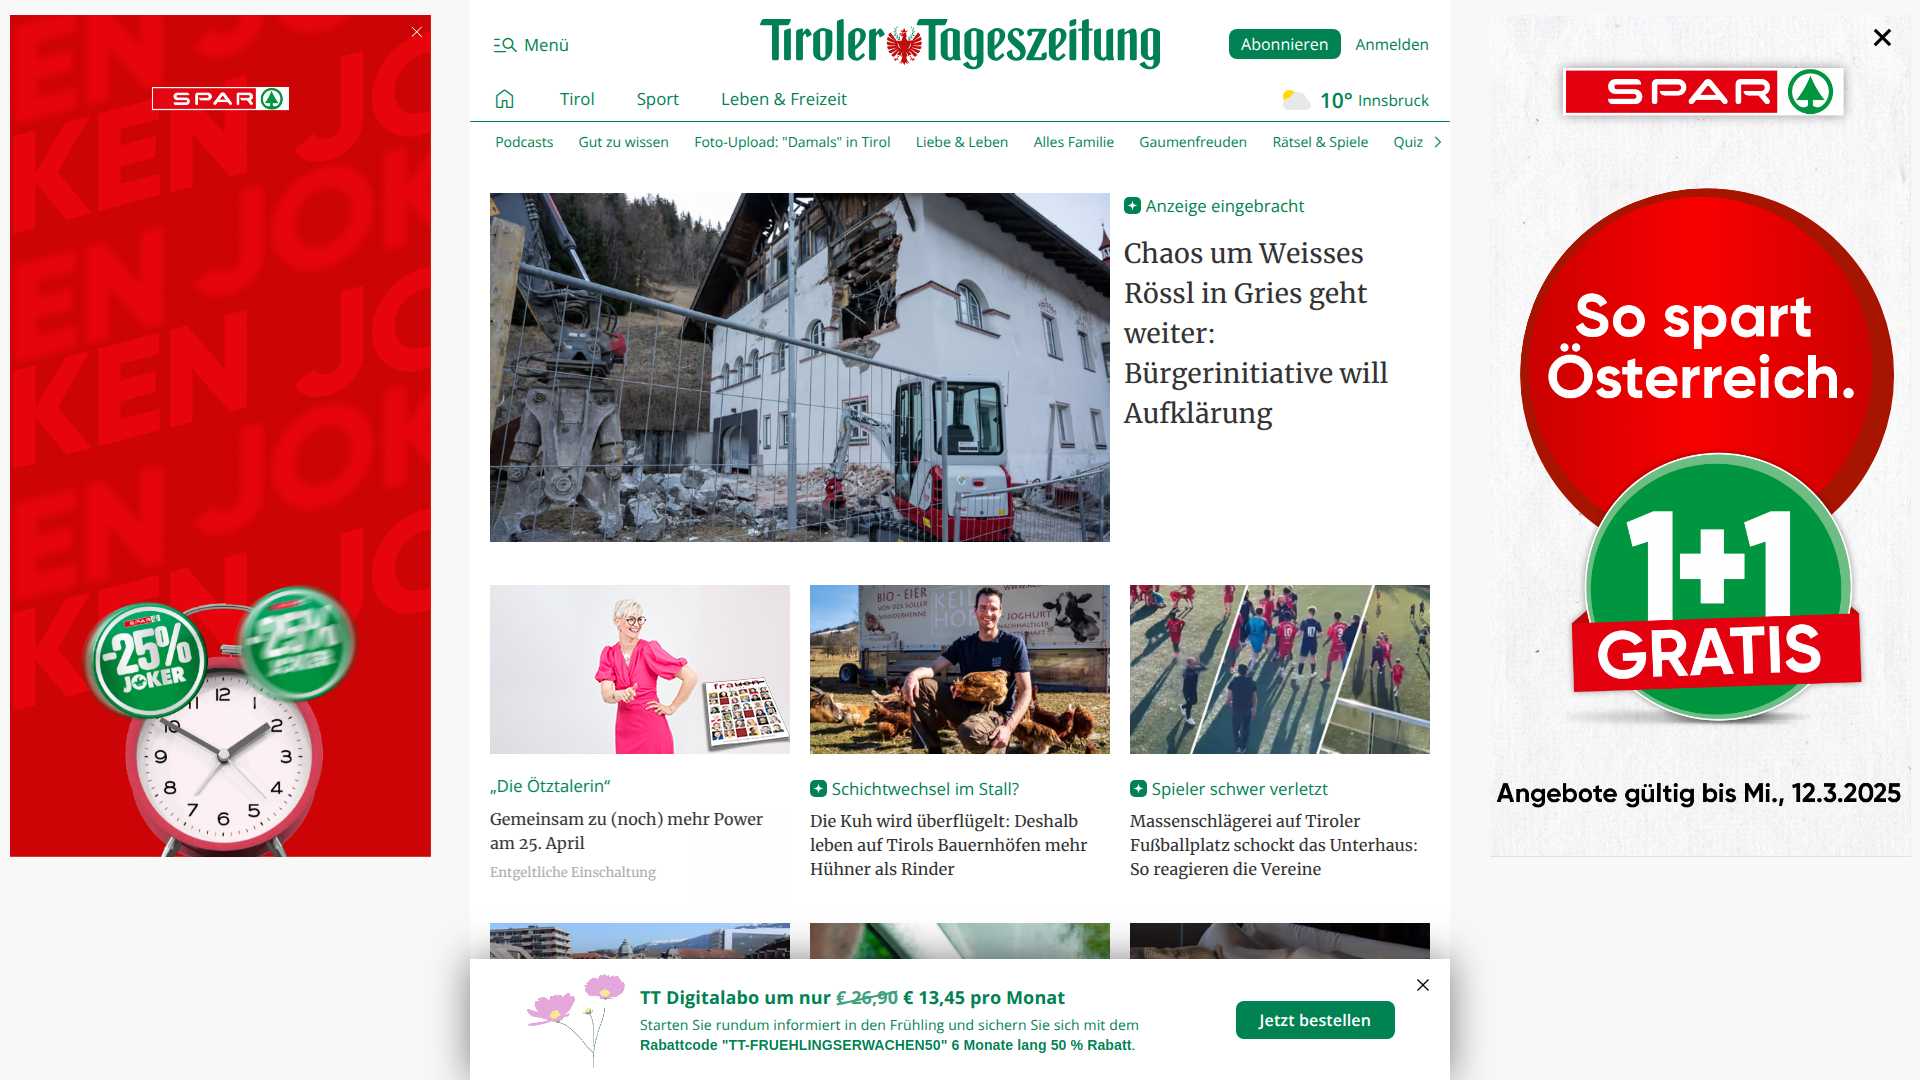 SPAR
-25%
JOKER
Menü
Tiroler Tageszeitung
Abonnieren
Anmelden
Tirol
Sport
Leben & Freizeit
10° Innsbruck
Podcasts
Gut zu wissen
Foto-Upload: "Damals" in Tirol
Liebe & Leben
Alles Familie
Gaumenfreuden
Rätsel & Spiele
Quiz
Anzeige eingebracht
Chaos um Weisses
Rössl in Gries geht
weiter:
Bürgerinitiative will
Aufklärung
frauen
BIO - EIER
JOGHURT
„Die Ötztalerin“
Gemeinsam zu (noch) mehr Power
am 25. April
Entgeltliche Einschaltung
Schichtwechsel im Stall?
Die Kuh wird überflügelt: Deshalb
leben auf Tirols Bauernhöfen mehr
Hühner als Rinder
Spieler schwer verletzt
Massenschlägerei auf Tiroler
Fußballplatz schockt das Unterhaus:
So reagieren die Vereine
TT Digitalabo um nur € 26,90 € 13,45 pro Monat
Starten Sie rundum informiert in den Frühling und sichern Sie sich mit dem
Rabattcode "TT-FRUEHLINGSERWACHEN50" 6 Monate lang 50 % Rabatt.
Jetzt bestellen
SPAR
So spart
Österreich.
1+1
GRATIS
Angebote gültig bis Mi., 12.3.2025